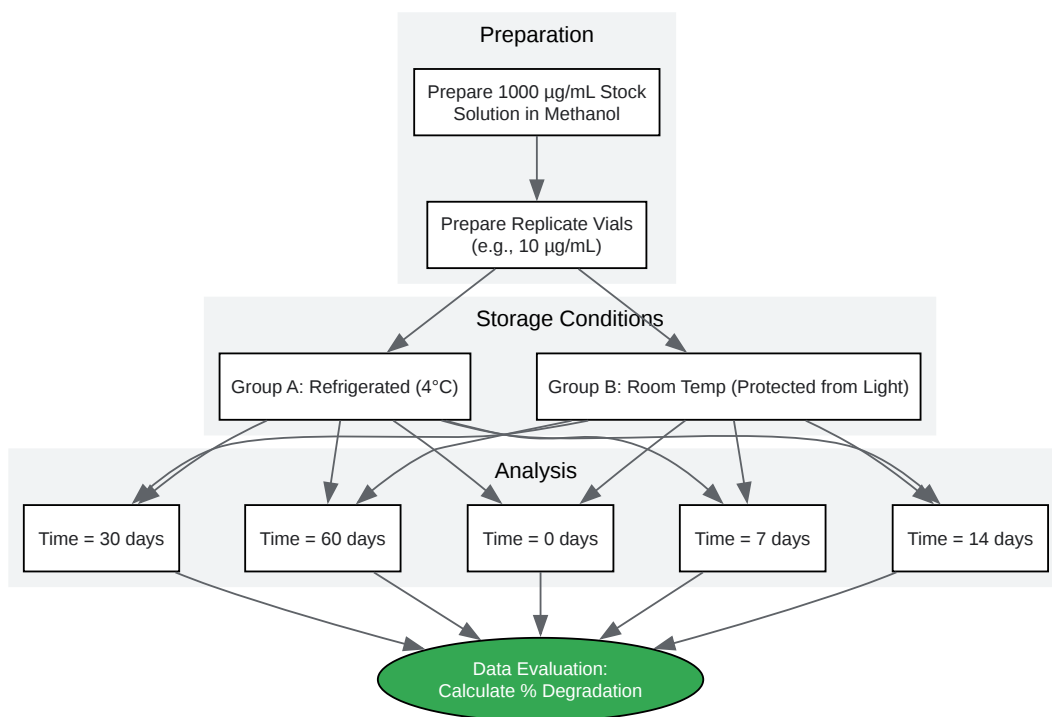 Preparation
Prepare 1000 µg/mL Stock
Solution in Methanol
Prepare Replicate Vials
(e.g., 10 µg/mL)
Storage Conditions
Group A: Refrigerated (4°C)
Group B: Room Temp (Protected from Light)
Analysis
Time = 30 days
Time = 60 days
Time = 0 days
Time = 7 days
Time = 14 days
Data Evaluation:
Calculate % Degradation